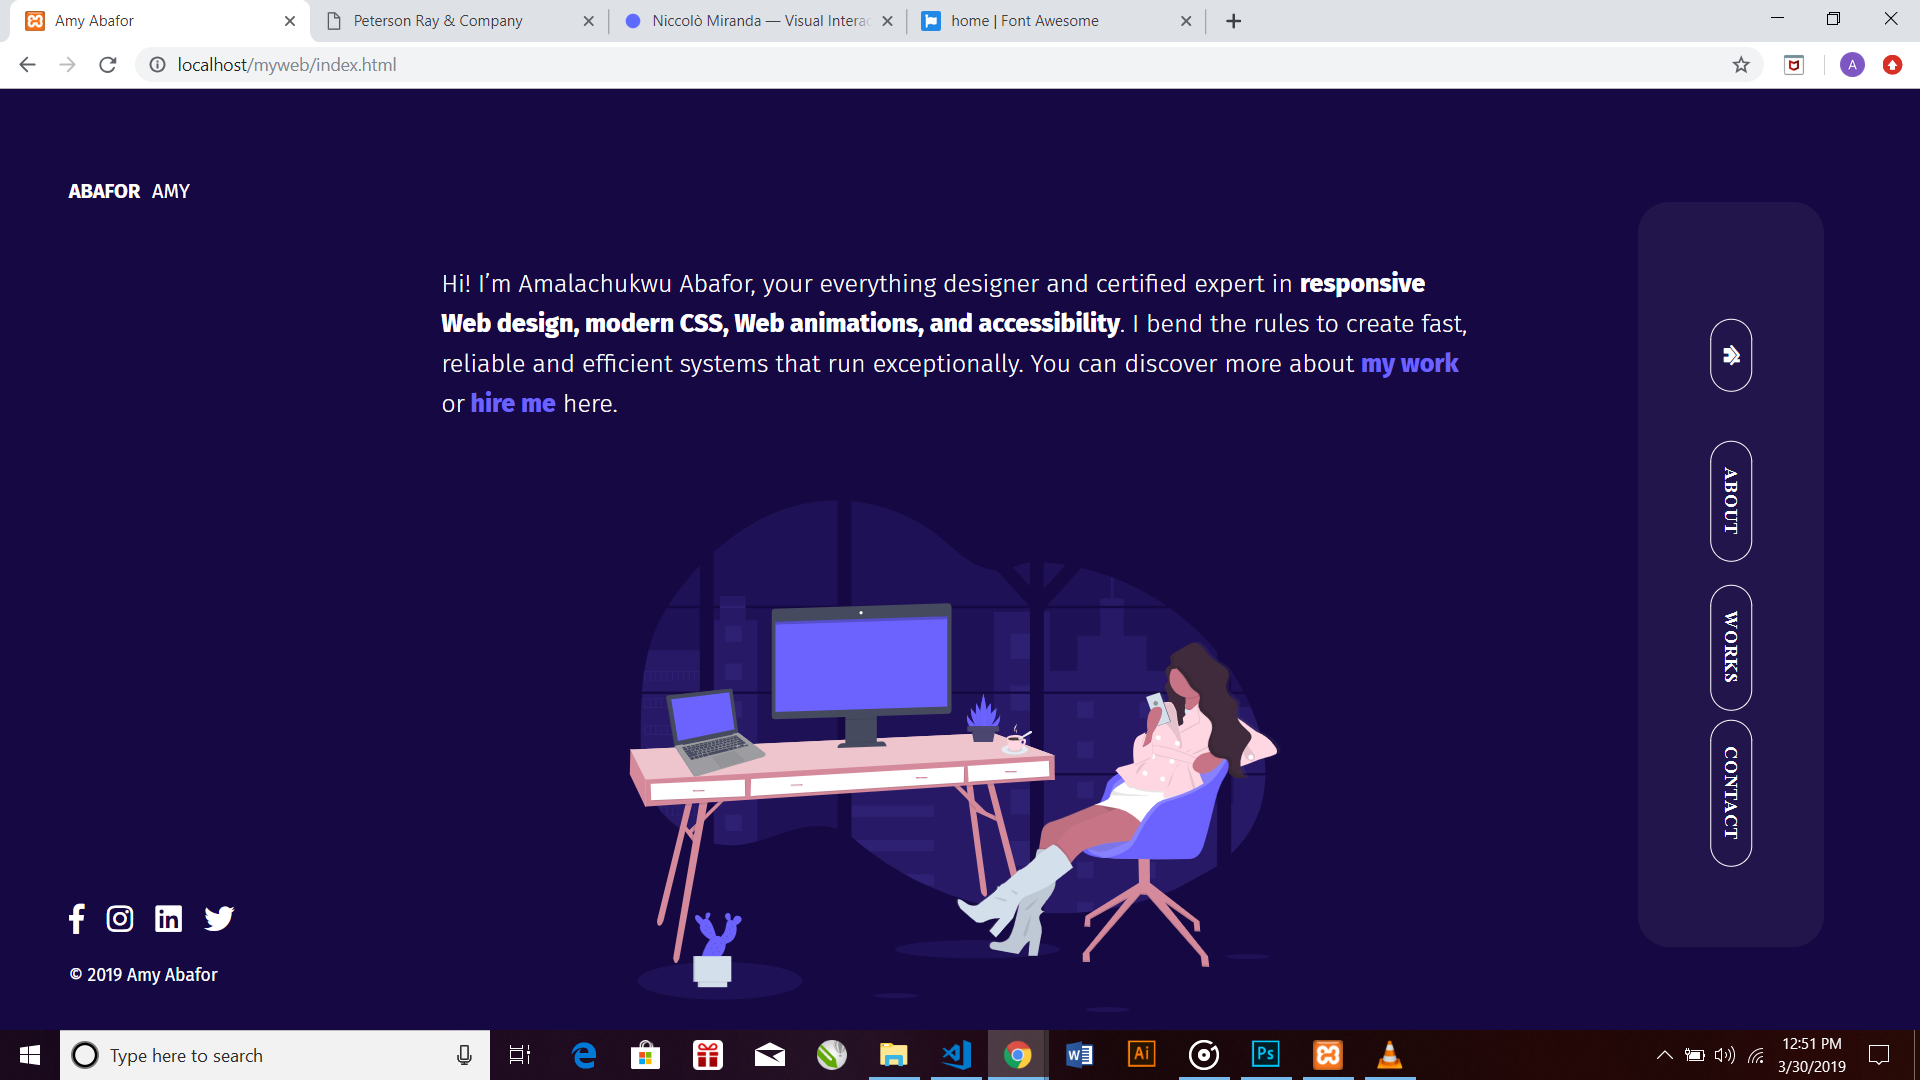 Amy Abafor
Peterson Ray & Company
Niccolò Miranda — Visual Interac
home | Font Awesome
localhost/myweb/index.html
A
ABAFOR AMY
Hi! I’m Amalachukwu Abafor, your everything designer and certified expert in responsive
Web design, modern CSS, Web animations, and accessibility. I bend the rules to create fast,
reliable and efficient systems that run exceptionally. You can discover more about my work
or hire me here.
ABOUT
WORKS
CONTACT
© 2019 Amy Abafor
Type here to search
Ai
Ps
12:51 PM
3/30/2019